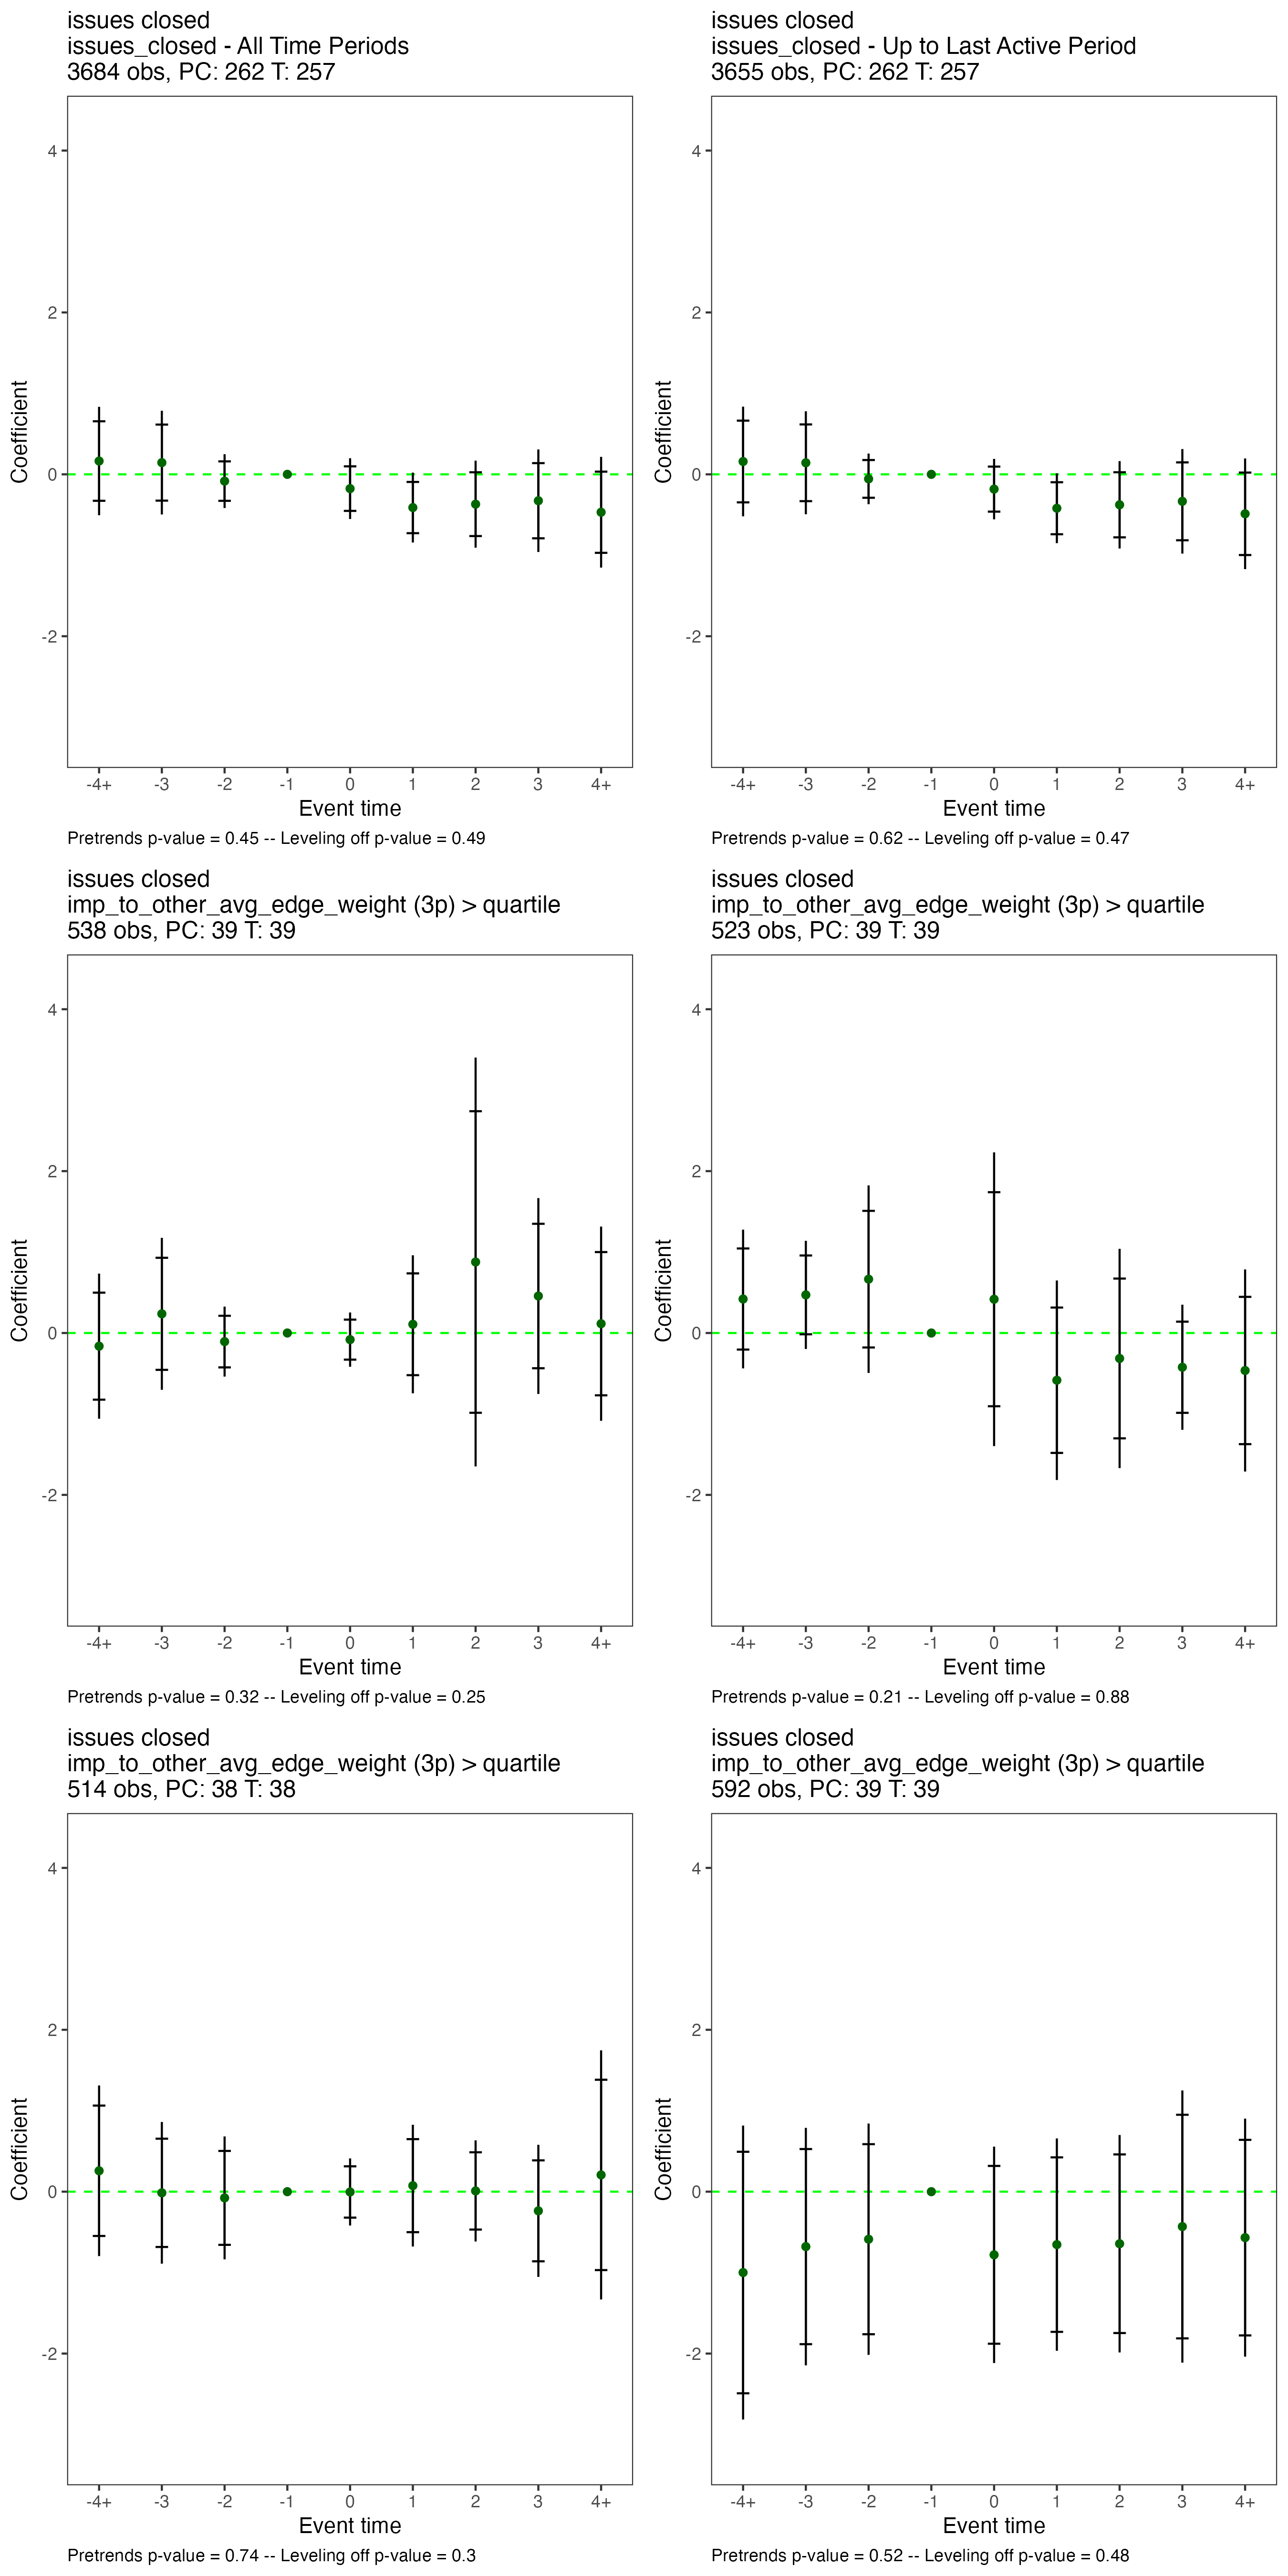 issues closed
issues_closed - All Time Periods
3684 obs, PC: 262 T: 257
4
2
0
-2
Coefficient
-4+ -3 -2 -1 0 1 2 3 4+
Event time
Pretrends p-value = 0.45 -- Leveling off p-value = 0.49
issues closed
issues_closed - Up to Last Active Period
3655 obs, PC: 262 T: 257
4
2
0
-2
Coefficient
-4+ -3 -2 -1 0 1 2 3 4+
Event time
Pretrends p-value = 0.62 -- Leveling off p-value = 0.47
issues closed
imp_to_other_avg_edge_weight (3p) > quartile
538 obs, PC: 39 T: 39
4
2
0
-2
Coefficient
-4+ -3 -2 -1 0 1 2 3 4+
Event time
Pretrends p-value = 0.32 -- Leveling off p-value = 0.25
issues closed
imp_to_other_avg_edge_weight (3p) > quartile
523 obs, PC: 39 T: 39
4
2
0
-2
Coefficient
-4+ -3 -2 -1 0 1 2 3 4+
Event time
Pretrends p-value = 0.21 -- Leveling off p-value = 0.88
issues closed
imp_to_other_avg_edge_weight (3p) > quartile
514 obs, PC: 38 T: 38
4
2
0
-2
Coefficient
-4+ -3 -2 -1 0 1 2 3 4+
Event time
Pretrends p-value = 0.74 -- Leveling off p-value = 0.3
issues closed
imp_to_other_avg_edge_weight (3p) > quartile
592 obs, PC: 39 T: 39
4
2
0
-2
Coefficient
-4+ -3 -2 -1 0 1 2 3 4+
Event time
Pretrends p-value = 0.52 -- Leveling off p-value = 0.48